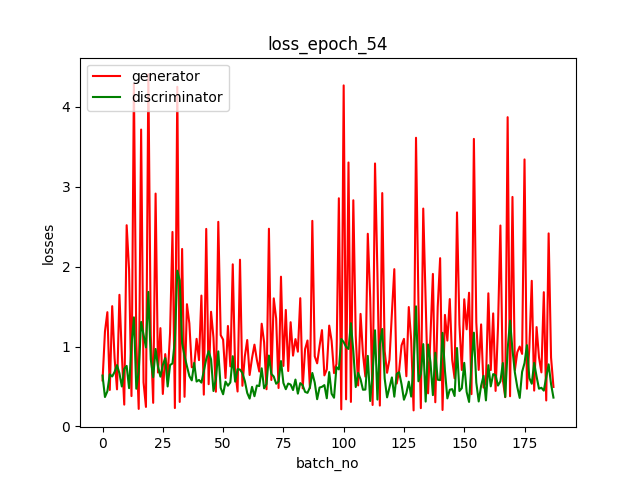 loss_epoch_54
generator
discriminator
losses
4
3
2
1
0
0 25 50 75 100 125 150 175
batch_no